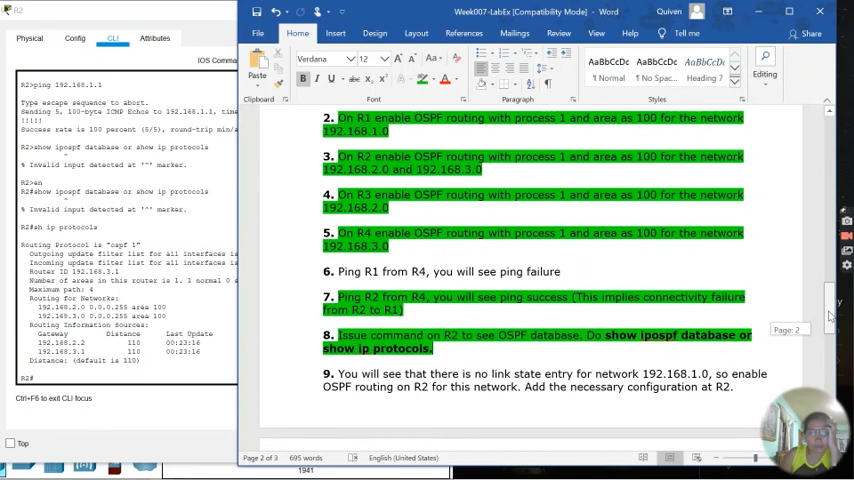 R2
Physical
Config
CLI
Attributes
IOS Comma
R2>ping 192.168.1.1
Type escape sequence to abort.
Sending 5, 100-byte ICMP Echos to 192.168.1.1, time
!!!!!
Success rate is 100 percent (5/5), round-trip min/a
R2>show ipospf database or show ip protocols
^
% Invalid input detected at '^' marker.
R2>en
R2#show ipospf database or show ip protocols
^
% Invalid input detected at '^' marker.
R2#sh ip protocols
Routing Protocol is "ospf 1"
Outgoing update filter list for all interfaces i
Incoming update filter list for all interfaces i
Router ID 192.168.3.1
Number of areas in this router is 1. 1 normal 0 s
Maximum path: 4
Routing for Networks:
192.168.2.0 0.0.0.255 area 100
192.168.3.0 0.0.0.255 area 100
Routing Information Sources:
Gateway Distance Last Update
192.168.2.2 110 00:23:16
192.168.3.1 110 00:23:16
Distance: (default is 110)
R2#
Ctrl+F6 to exit CLI focus
Top
1941
Week007-LabEx [Compatibility Mode] - Word
Quiven
File
Home
Insert
Design
Layout
References
Mailings
Review
View
Help
Tell me
Share
Paste
Clipboard
Verdana
12
Font
Paragraph
AaBbCcDc
AaBbCcDc
AaBbCcDc
¶ Normal
¶ No Spac...
Heading 7
Styles
Editing
2. On R1 enable OSPF routing with process 1 and area as 100 for the network
192.168.1.0
3. On R2 enable OSPF routing with process 1 and area as 100 for the network
192.168.2.0 and 192.168.3.0
4. On R3 enable OSPF routing with process 1 and area as 100 for the network
192.168.2.0
5. On R4 enable OSPF routing with process 1 and area as 100 for the network
192.168.3.0
6. Ping R1 from R4, you will see ping failure
7. Ping R2 from R4, you will see ping success (This implies connectivity failure
from R2 to R1)
8. Issue command on R2 to see OSPF database. Do show ipospf database or
show ip protocols.
9. You will see that there is no link state entry for network 192.168.1.0, so enable
OSPF routing on R2 for this network. Add the necessary configuration at R2.
Page: 2
Page 2 of 3
695 words
English (United States)